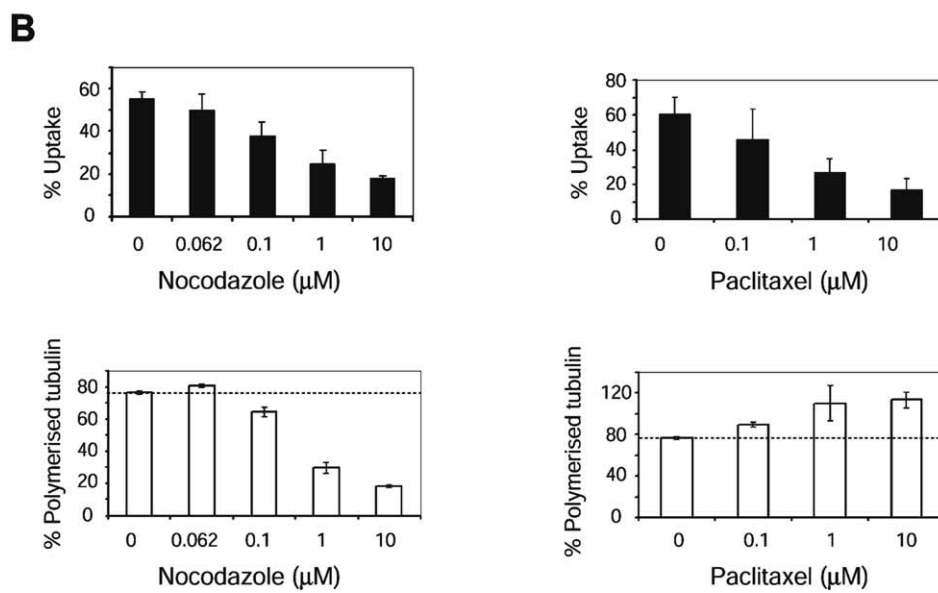 B
% Uptake
60
40
20
0
0 0.062 0.1 1 10
Nocodazole (μM)
% Uptake
80
60
40
20
0
0 0.1 1 10
Paclitaxel (μM)
% Polymerised tubulin
80
60
40
20
0
0 0.062 0.1 1 10
Nocodazole (μM)
% Polymerised tubulin
120
80
40
0
0 0.1 1 10
Paclitaxel (μM)